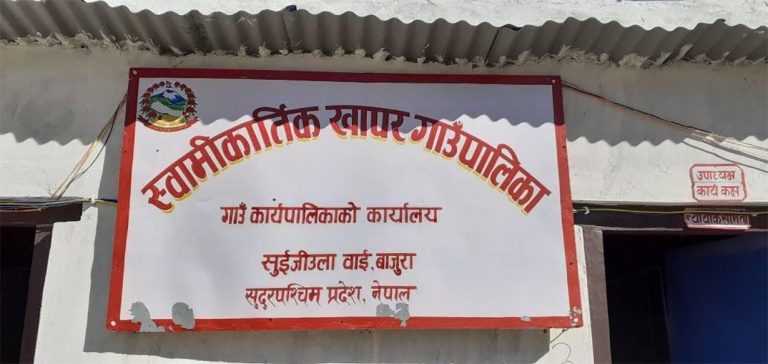 स्वामीकार्तिक खापर गाउँपालिका
गाउँ कार्यपालिकाको कार्यालय
सुईजीउला वाई, बाजुरा
सुदुरपश्चिम प्रदेश, नेपाल
उपाध्यक्ष
कार्य कक्ष